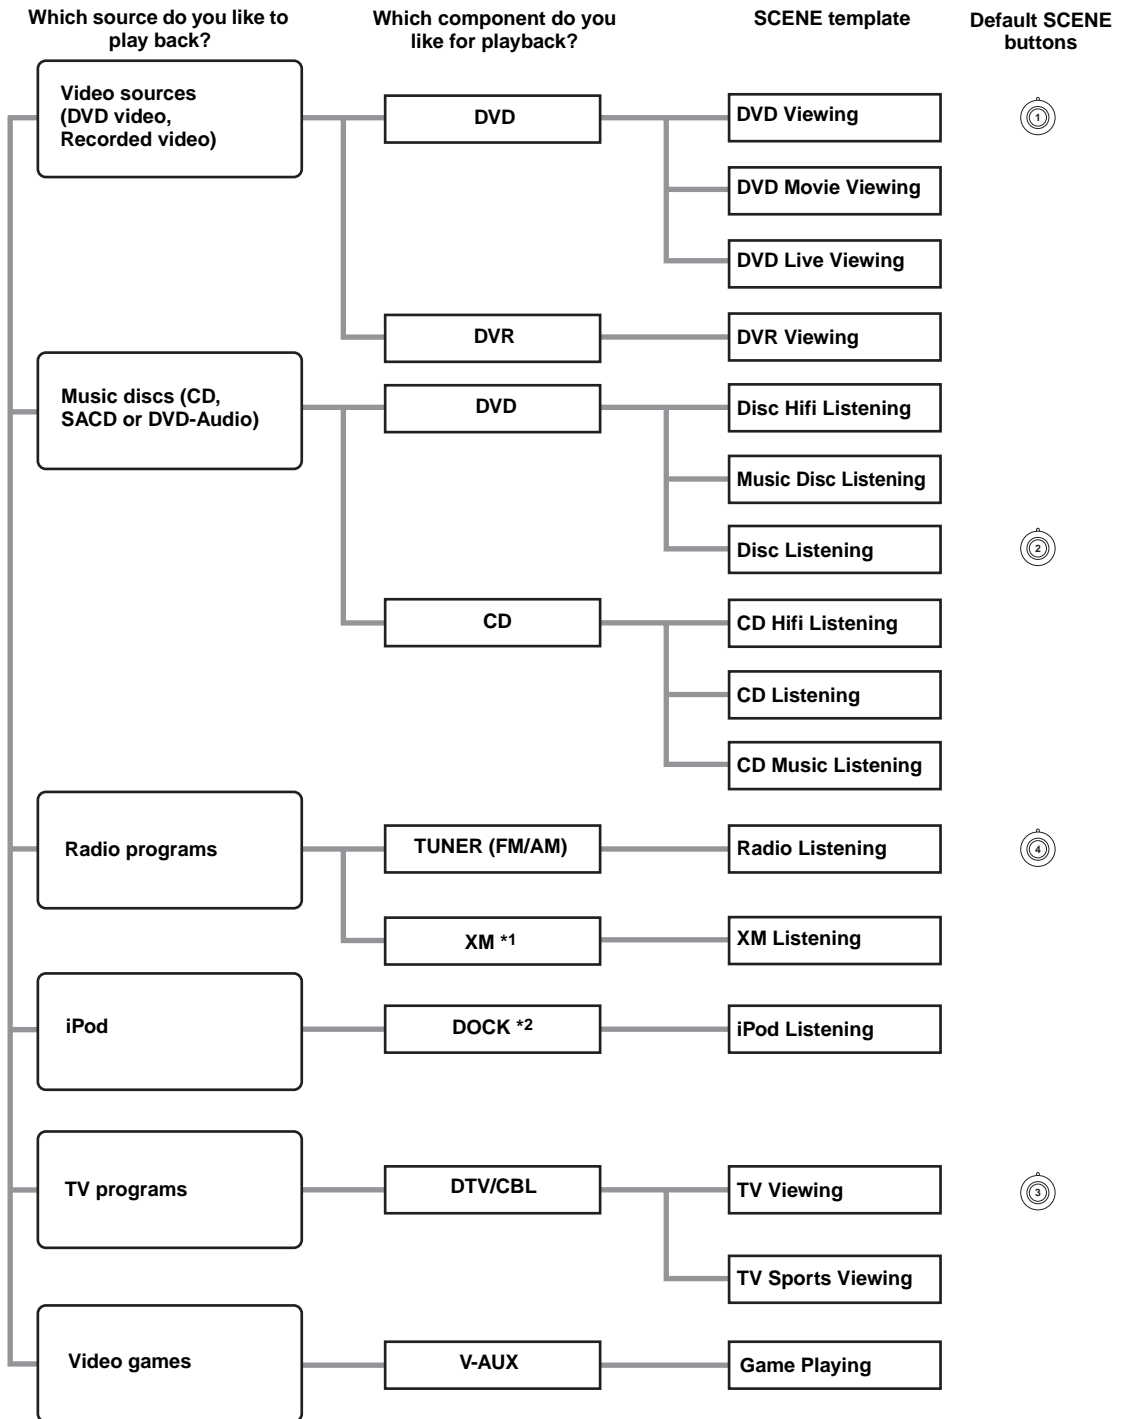 Which source do you like to
play back?
Which component do you
like for playback?
SCENE template
Default SCENE
buttons
Video sources
(DVD video,
Recorded video)
DVD
DVD Viewing
1
DVD Movie Viewing
DVD Live Viewing
DVR
DVR Viewing
Music discs (CD,
SACD or DVD-Audio)
DVD
Disc Hifi Listening
Music Disc Listening
Disc Listening
2
CD
CD Hifi Listening
CD Listening
CD Music Listening
Radio programs
TUNER (FM/AM)
Radio Listening
4
XM *1
XM Listening
iPod
DOCK *2
iPod Listening
TV programs
DTV/CBL
TV Viewing
3
TV Sports Viewing
Video games
V-AUX
Game Playing